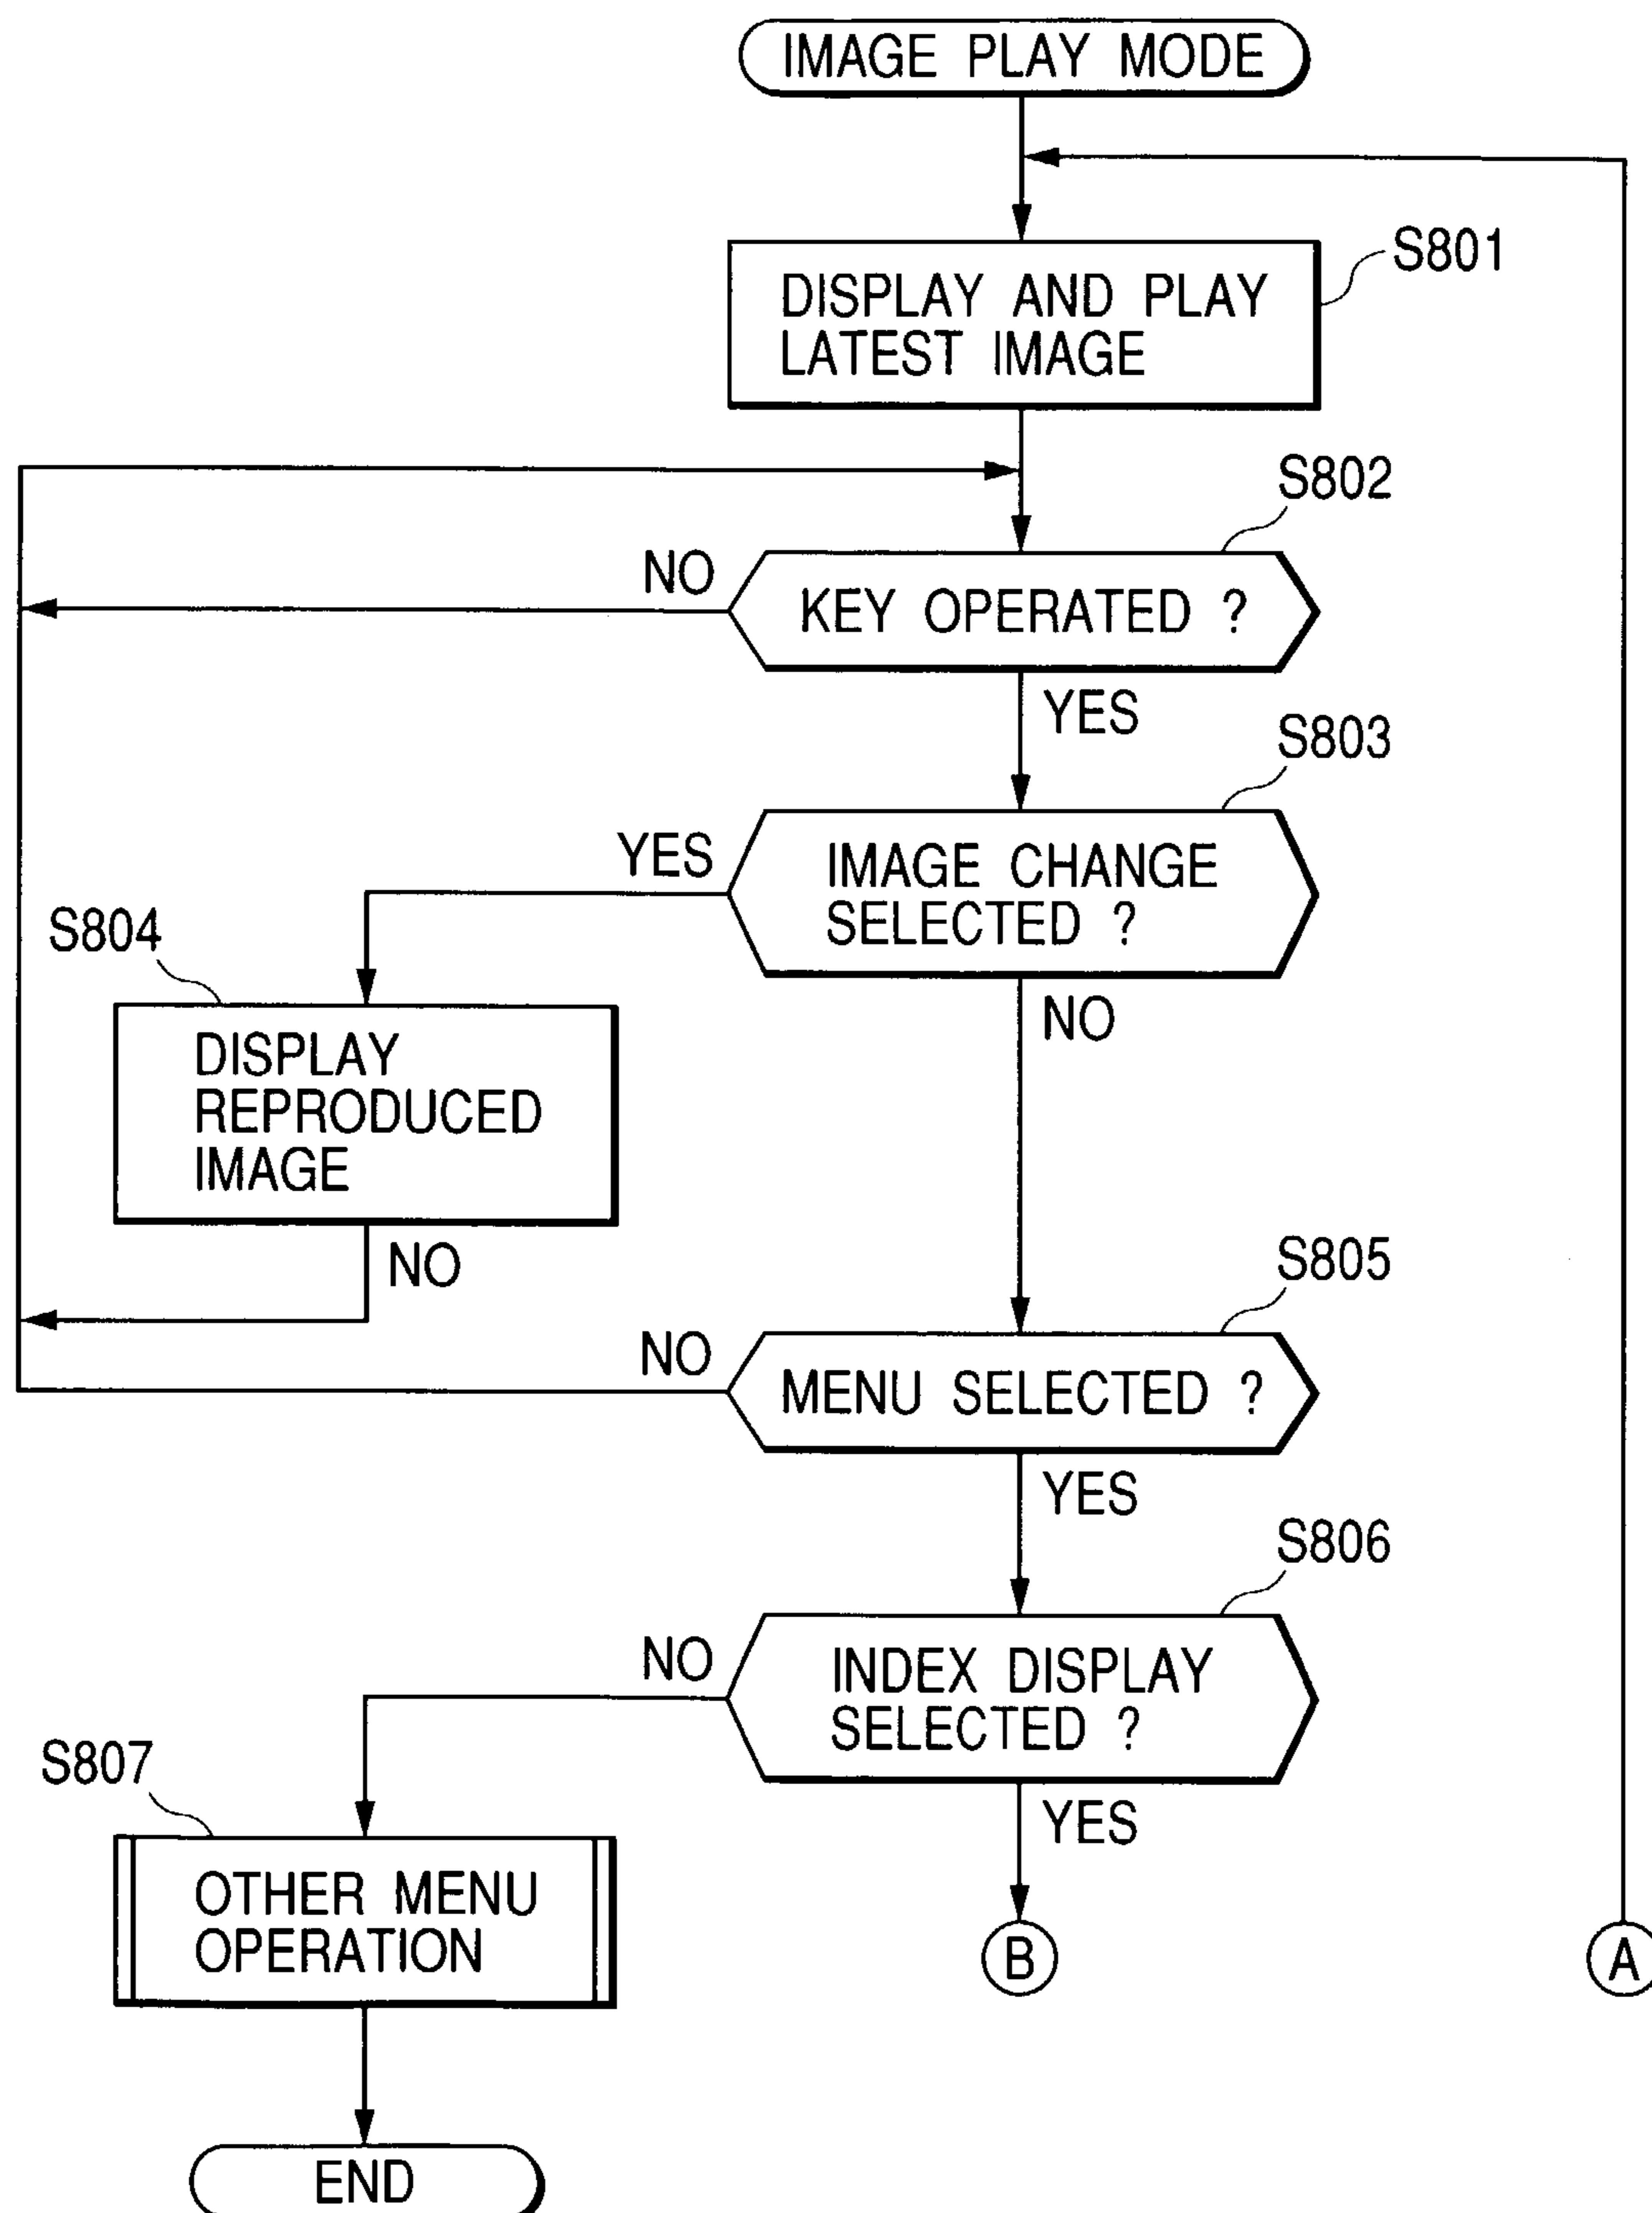 IMAGE PLAY MODE
S801
DISPLAY AND PLAY
LATEST IMAGE
S802
NO
KEY OPERATED ?
YES
S803
YES
IMAGE CHANGE
SELECTED ?
NO
S804
DISPLAY
REPRODUCED
IMAGE
NO
S805
NO
MENU SELECTED ?
YES
S806
NO
INDEX DISPLAY
SELECTED ?
YES
S807
OTHER MENU
OPERATION
B
A
END